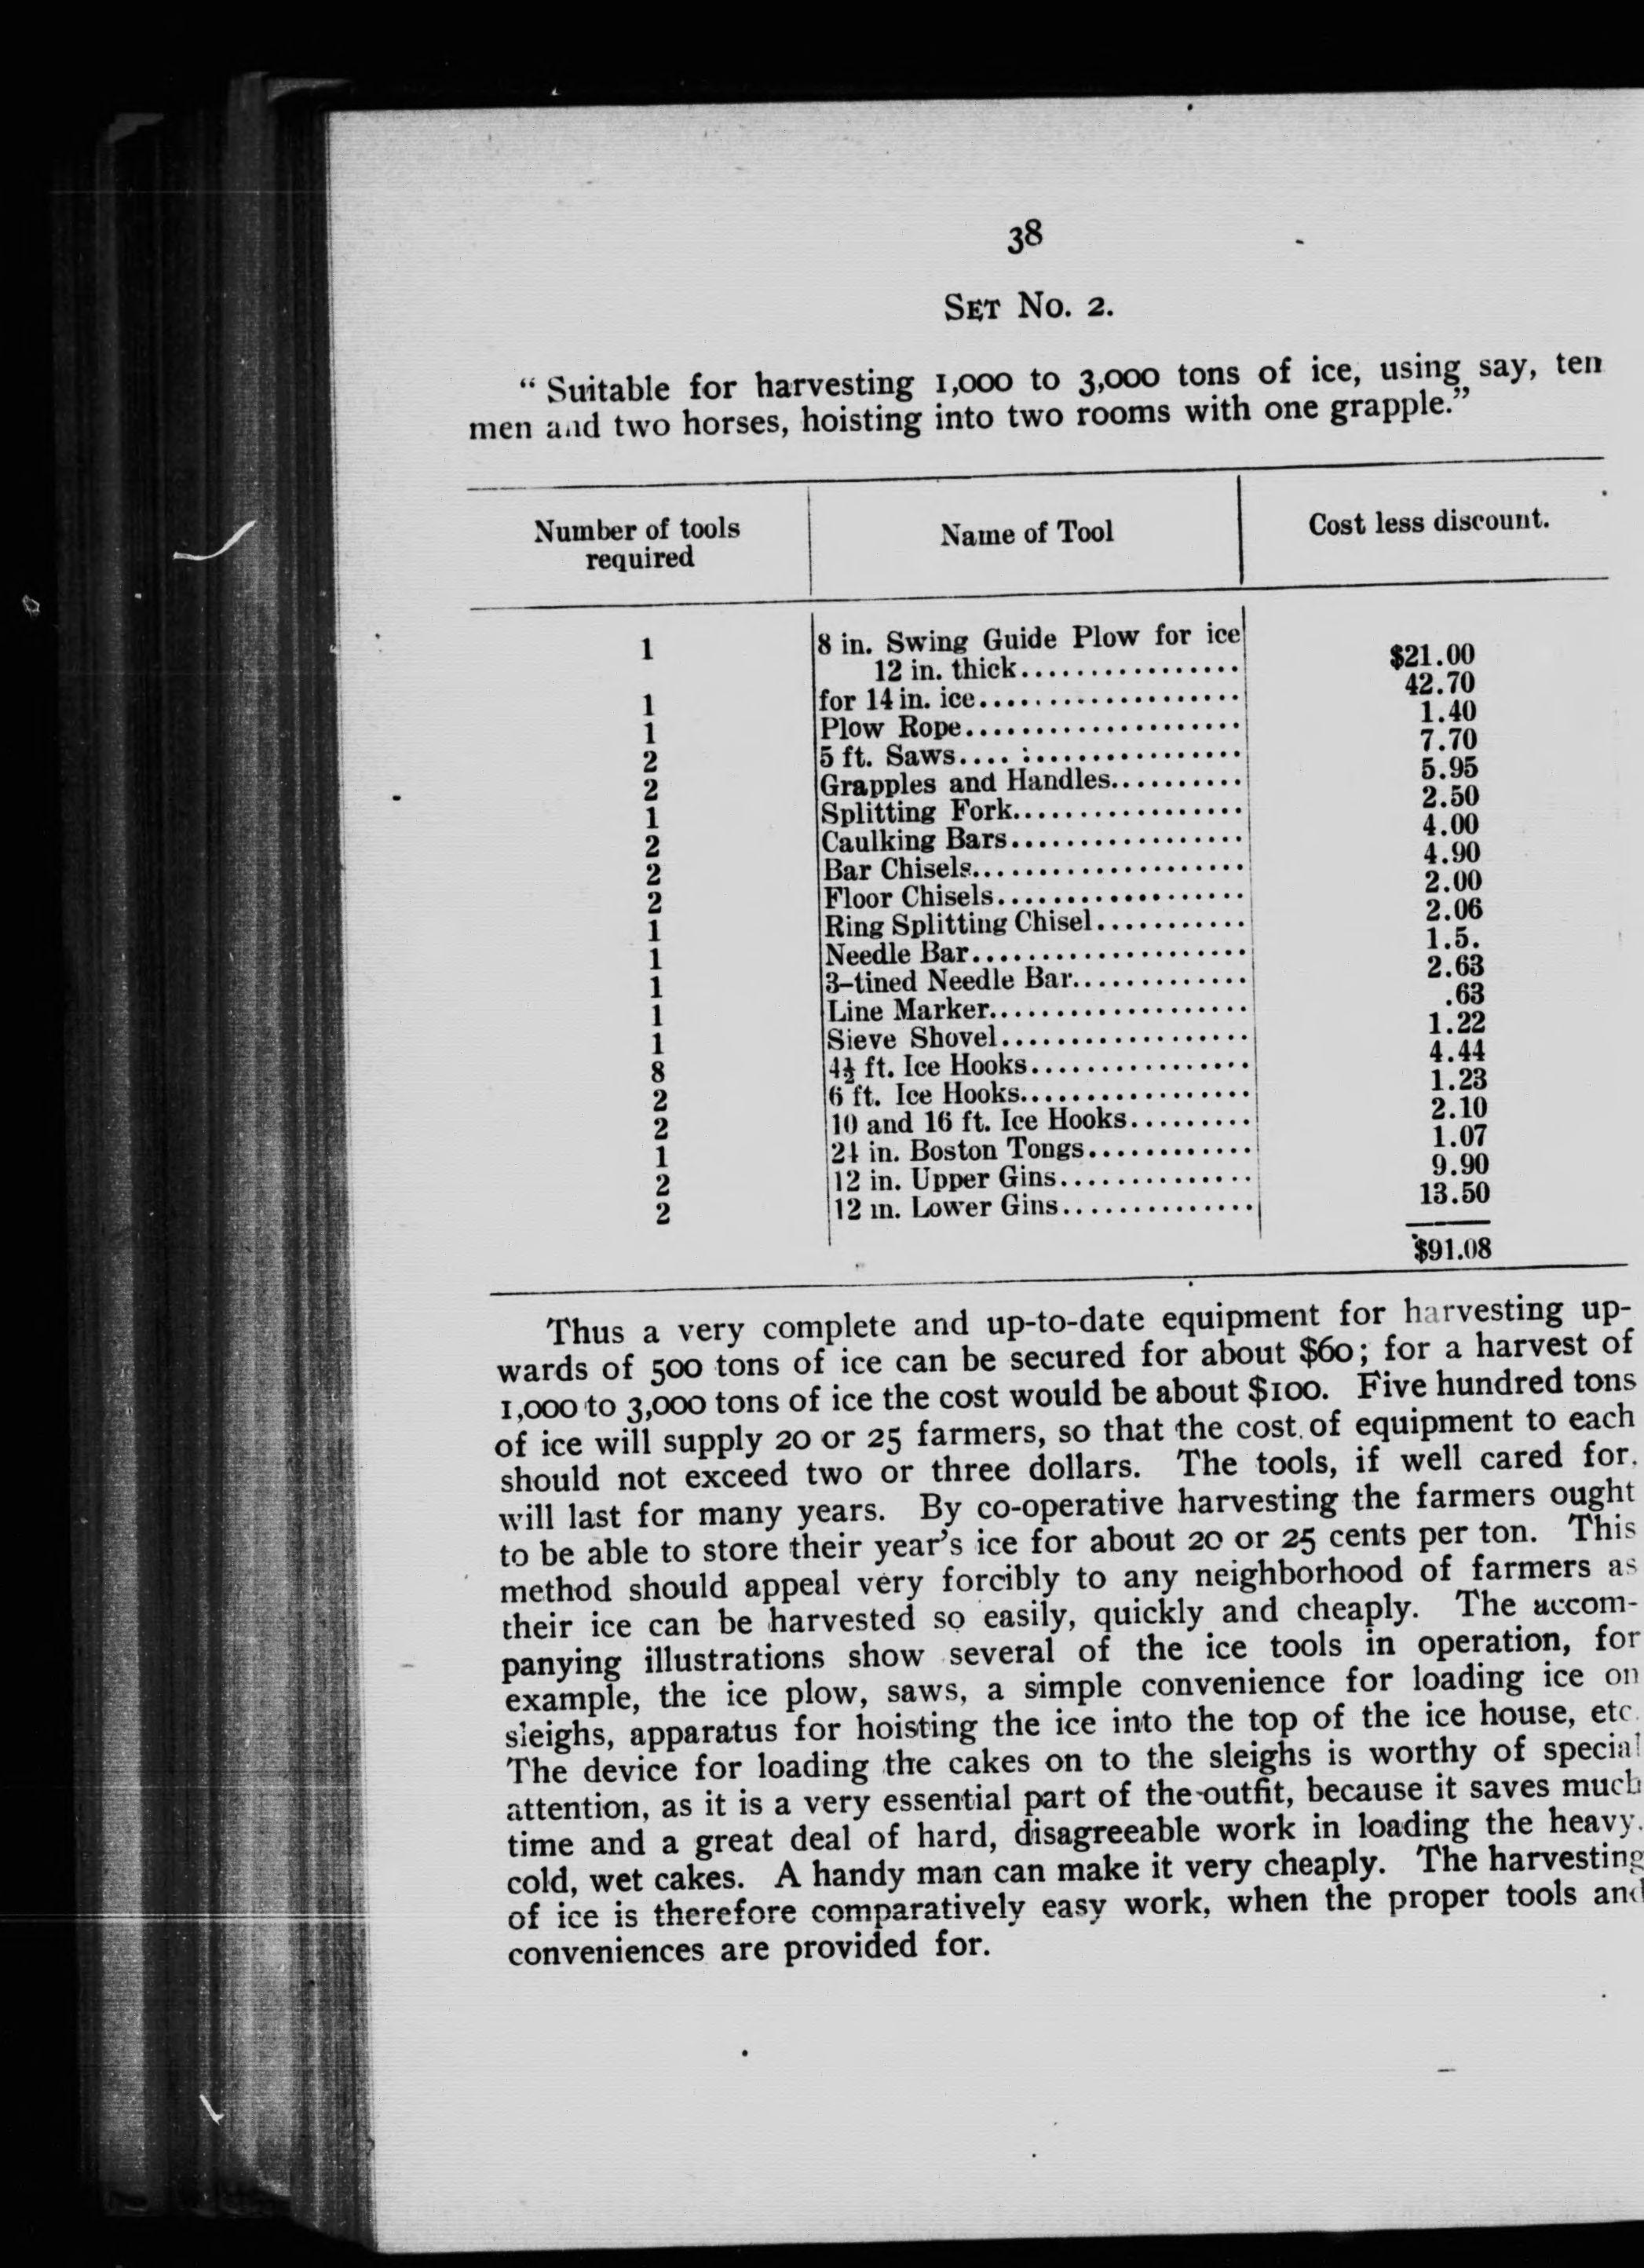 38
SET No. 2.
“ Suitable for harvesting 1,000 to 3,000 tons of ice, using say, ten
men and two horses, hoisting into two rooms with one grapple.”
Number of tools required | Name of Tool | Cost less discount.
1 | 8 in. Swing Guide Plow for ice
12 in. thick................ | $21.00
1 | for 14 in. ice................... | 42.70
1 | Plow Rope.................... | 1.40
2 | 5 ft. Saws.................... | 7.70
2 | Grapples and Handles.......... | 5.95
1 | Splitting Fork................. | 2.50
2 | Caulking Bars................. | 4.00
2 | Bar Chisels.................... | 4.90
2 | Floor Chisels.................. | 2.00
1 | Ring Splitting Chisel........... | 2.06
1 | Needle Bar.................... | 1.5.
1 | 3-tined Needle Bar............. | 2.63
1 | Line Marker................... | .63
1 | Sieve Shovel.................. | 1.22
8 | 4½ ft. Ice Hooks................ | 4.44
2 | 6 ft. Ice Hooks................. | 1.23
2 | 10 and 16 ft. Ice Hooks......... | 2.10
1 | in. Boston Tongs............ | 1.07
2 | 12 in. Upper Gins.............. | 9.90
2 | 12 in. Lower Gins.............. | 13.50
$91.08
Thus a very complete and up-to-date equipment for harvesting up-
wards of 500 tons of ice can be secured for about $60; for a harvest of
1,000 to 3,000 tons of ice the cost would be about $100. Five hundred tons
of ice will supply 20 or 25 farmers, so that the cost of equipment to each
should not exceed two or three dollars. The tools, if well cared for,
will last for many years. By co-operative harvesting the farmers ought
to be able to store their year’s ice for about 20 or 25 cents per ton. This
method should appeal very forcibly to any neighborhood of farmers as
their ice can be harvested so easily, quickly and cheaply. The accom-
panying illustrations show several of the ice tools in operation, for
example, the ice plow, saws, a simple convenience for loading ice on
sleighs, apparatus for hoisting the ice into the top of the ice house, etc.
The device for loading the cakes on to the sleighs is worthy of special
attention, as it is a very essential part of the outfit, because it saves much
time and a great deal of hard, disagreeable work in loading the heavy,
cold, wet cakes. A handy man can make it very cheaply. The harvesting
of ice is therefore comparatively easy work, when the proper tools and
conveniences are provided for.